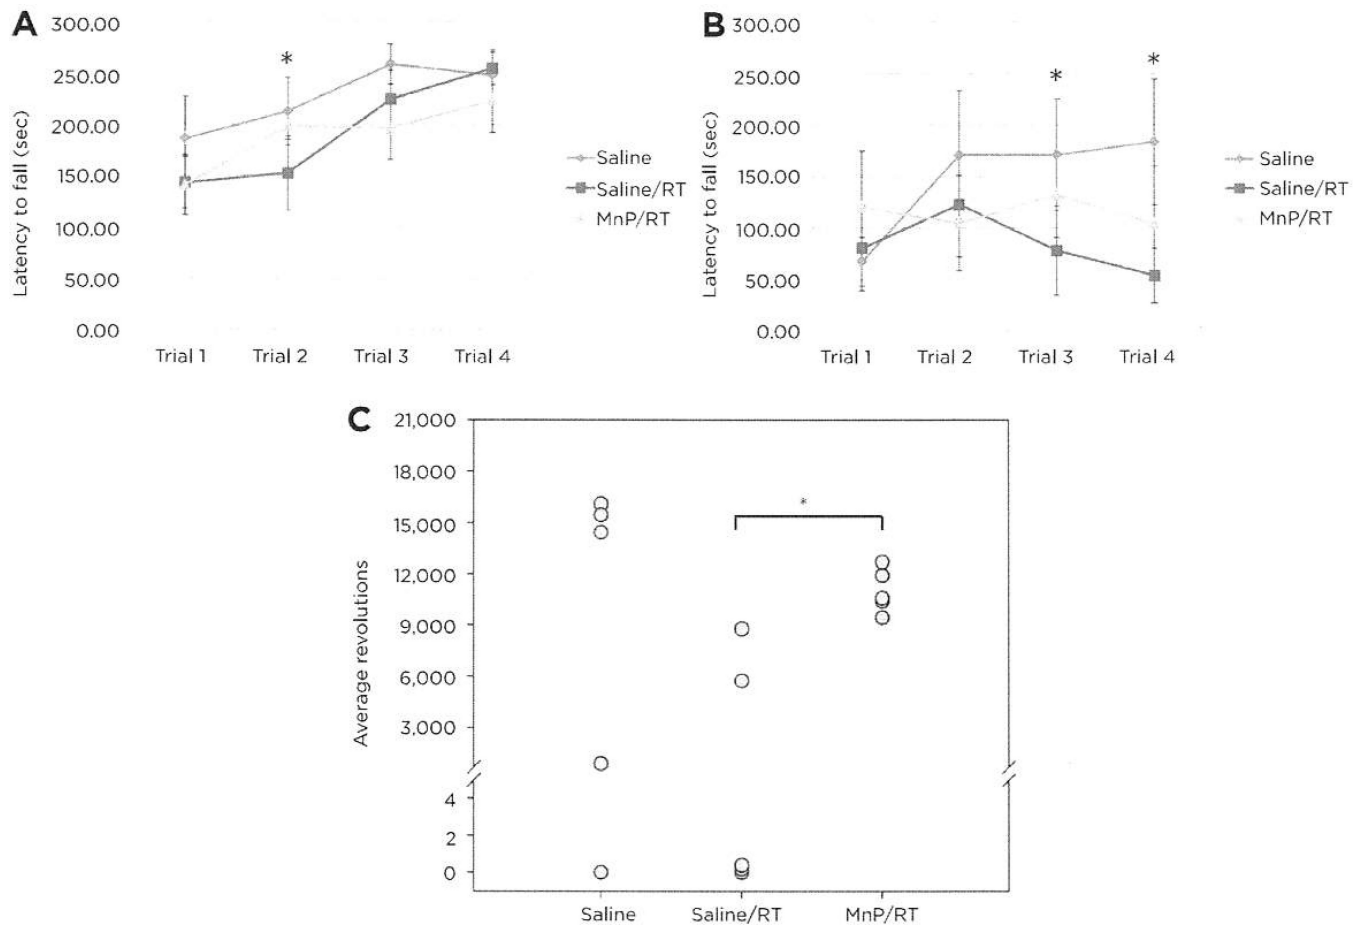 A
Latency to fall (sec)
300.00
250.00
200.00
150.00
100.00
50.00
0.00
*
Trial 1 Trial 2 Trial 3 Trial 4
Saline
Saline/RT
MnP/RT
B
Latency to fall (sec)
300.00
250.00
200.00
150.00
100.00
50.00
0.00
* *
Trial 1 Trial 2 Trial 3 Trial 4
Saline
Saline/RT
MnP/RT
C
Average revolutions
21,000
18,000
15,000
12,000
9,000
6,000
3,000
4
2
0
*
Saline Saline/RT MnP/RT